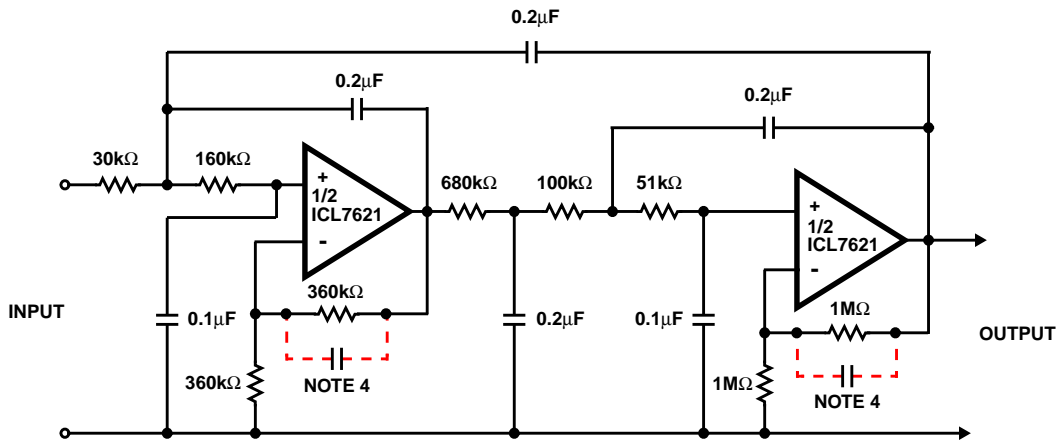 0.2µF
0.2µF
0.2µF
30kΩ
160kΩ
680kΩ
100kΩ
51kΩ
+
1/2
ICL7621
-
+
1/2
ICL7621
-
360kΩ
1MΩ
INPUT
0.1µF
0.2µF
0.1µF
OUTPUT
360kΩ
NOTE 4
1MΩ
NOTE 4